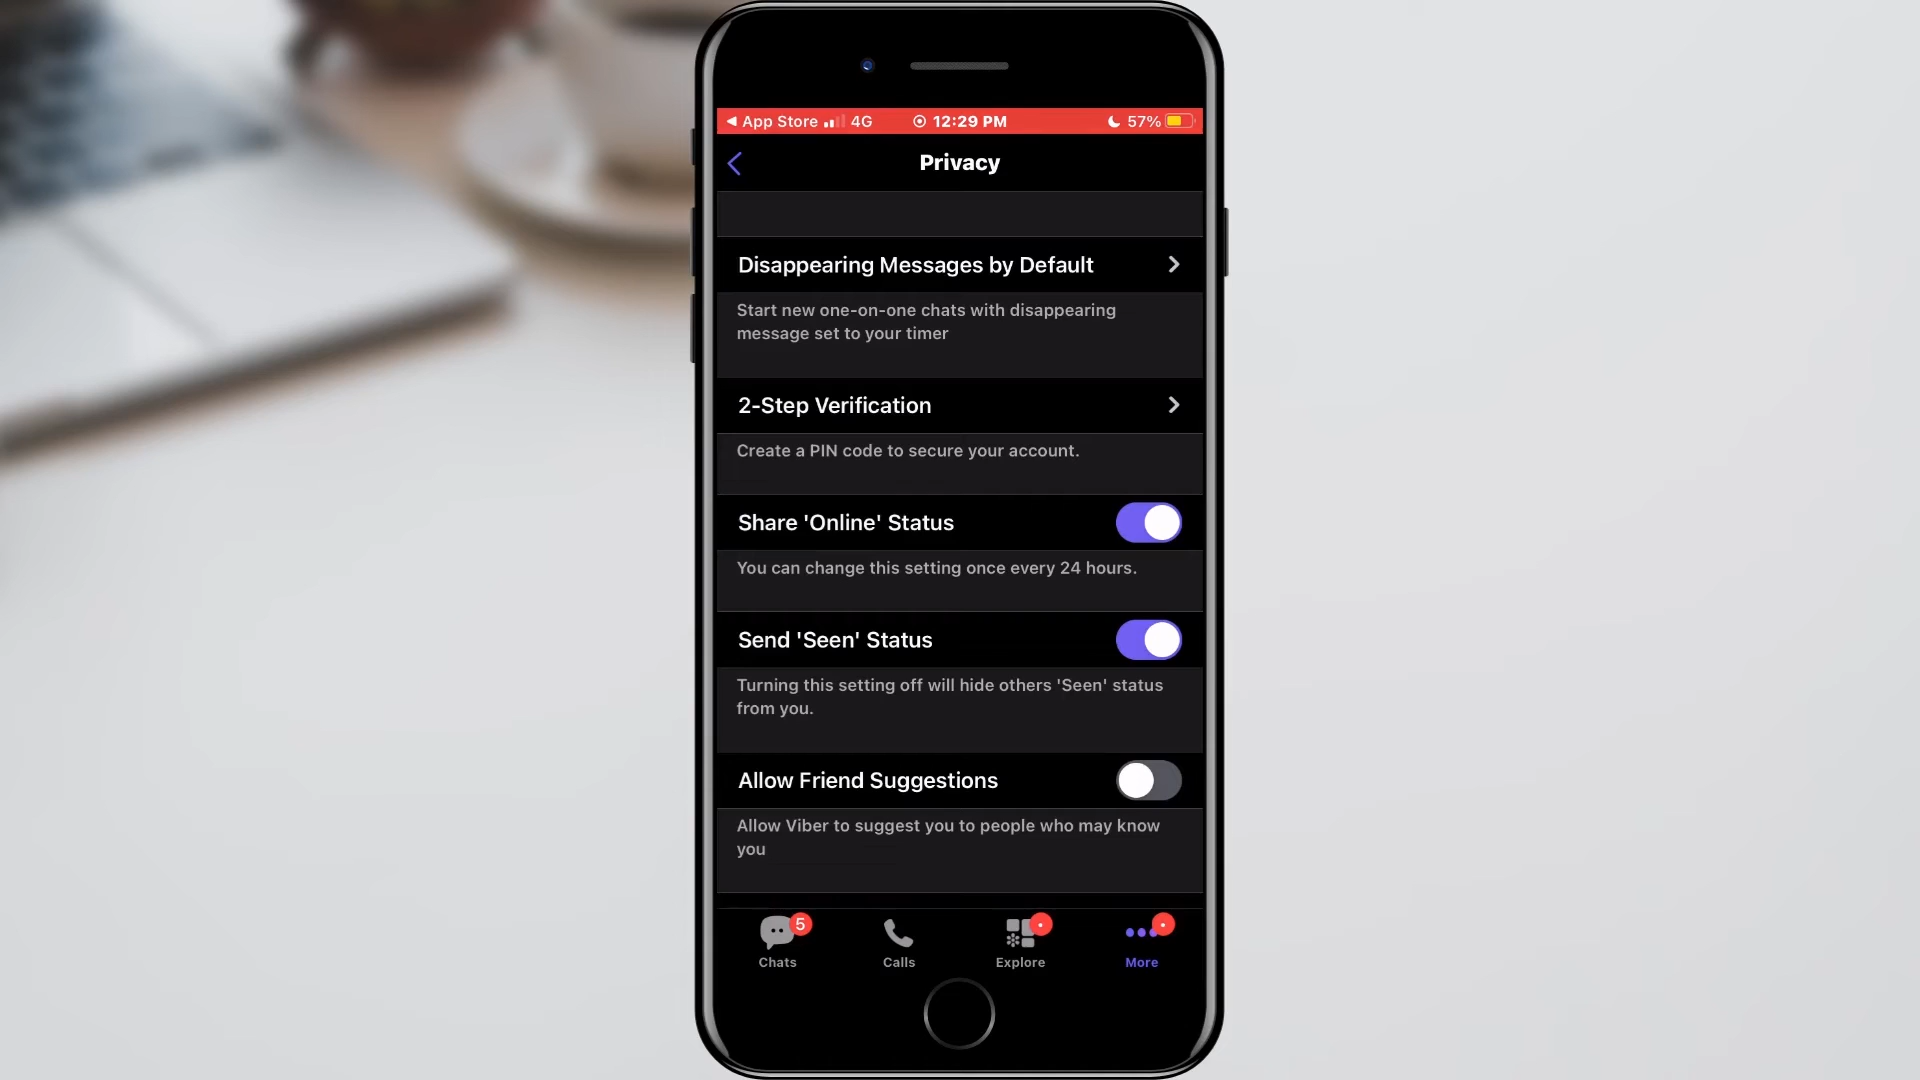 ◀ App Store 4G 12:29 PM 57%
Privacy
Disappearing Messages by Default
Start new one-on-one chats with disappearing
message set to your timer
2-Step Verification
Create a PIN code to secure your account.
Share 'Online' Status
You can change this setting once every 24 hours.
Send 'Seen' Status
Turning this setting off will hide others 'Seen' status
from you.
Allow Friend Suggestions
Allow Viber to suggest you to people who may know
you
5
Chats Calls Explore More